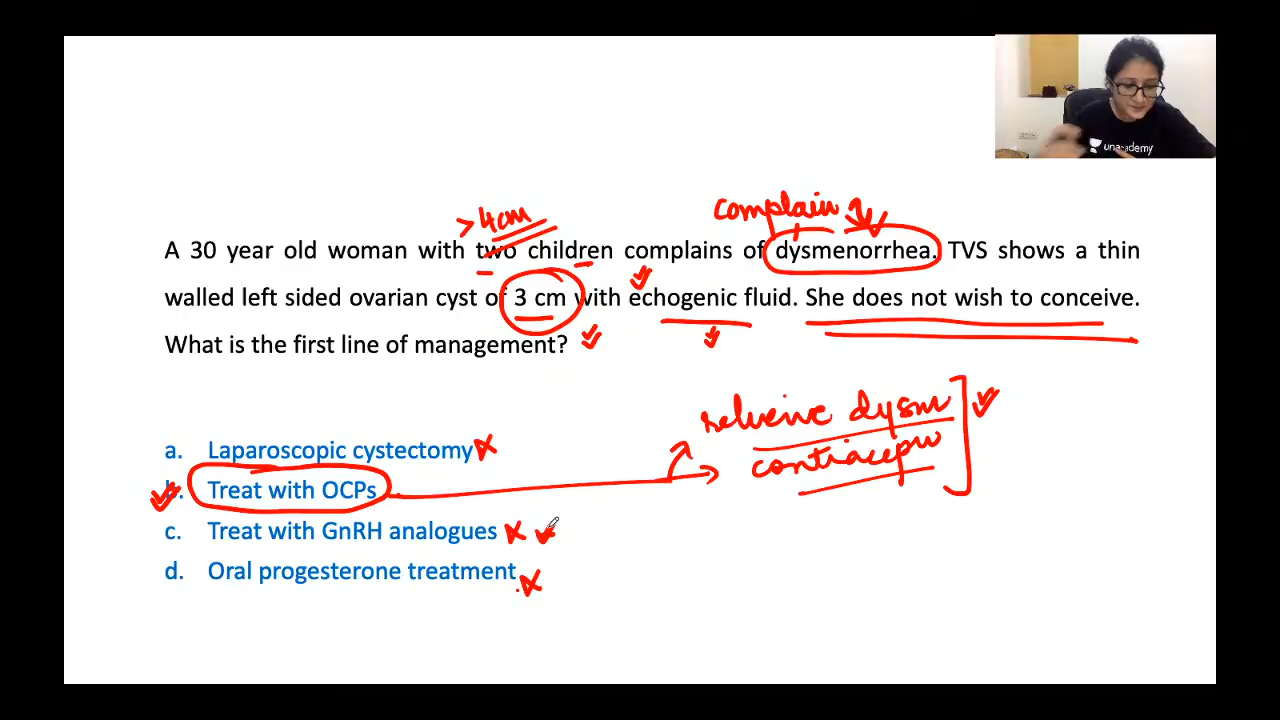 unacademy
> 4cm
complain
A 30 year old woman with two children complains of dysmenorrhea. TVS shows a thin
walled left sided ovarian cyst of 3 cm with echogenic fluid. She does not wish to conceive.
What is the first line of management?
dysm
a. Laparoscopic cystectomy
b. Treat with OCPs
c. Treat with GnRH analogues
d. Oral progesterone treatment